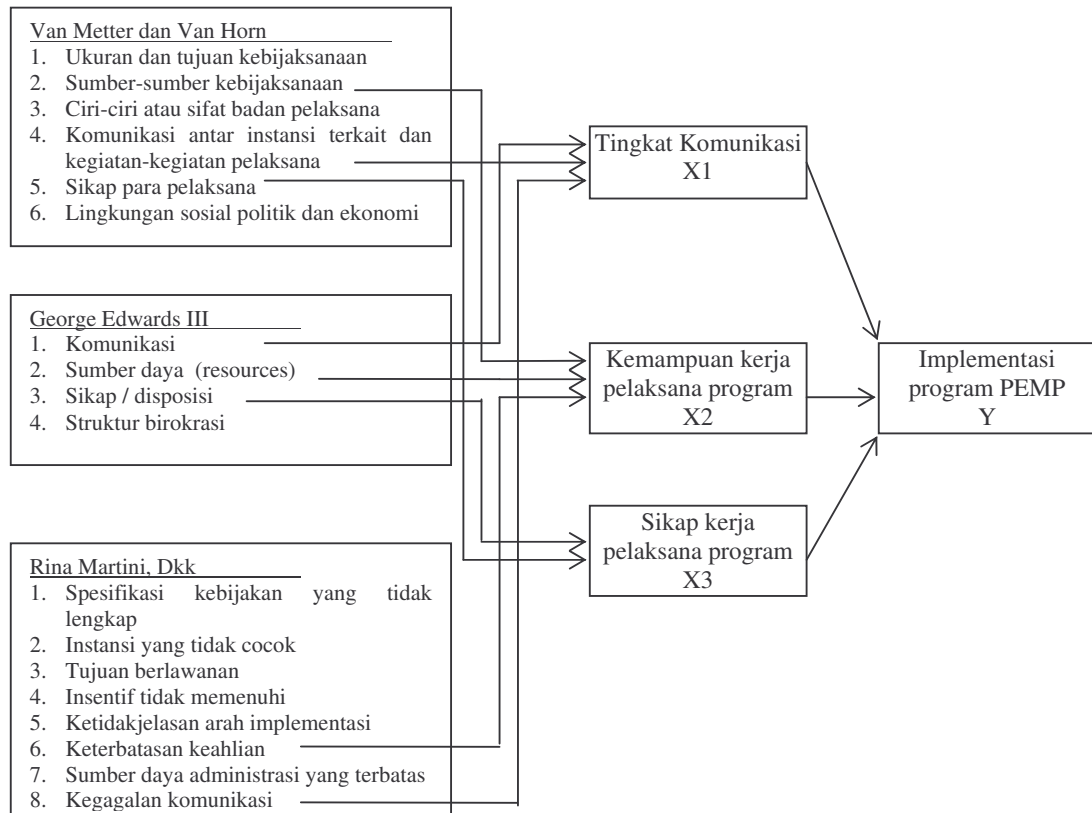 Van Metter dan Van Horn
1. Ukuran dan tujuan kebijaksanaan
2. Sumber-sumber kebijaksanaan
3. Ciri-ciri atau sifat badan pelaksana
4. Komunikasi antar instansi terkait dan
kegiatan-kegiatan pelaksana
5. Sikap para pelaksana
6. Lingkungan sosial politik dan ekonomi
George Edwards III
1. Komunikasi
2. Sumber daya (resources)
3. Sikap / disposisi
4. Struktur birokrasi
Rina Martini, Dkk
1. Spesifikasi kebijakan yang tidak
lengkap
2. Instansi yang tidak cocok
3. Tujuan berlawanan
4. Insentif tidak memenuhi
5. Ketidakjelasan arah implementasi
6. Keterbatasan keahlian
7. Sumber daya administrasi yang terbatas
8. Kegagalan komunikasi
Tingkat Komunikasi
X1
Kemampuan kerja
pelaksana program
X2
Sikap kerja
pelaksana program
X3
Implementasi
program PEMP
Y